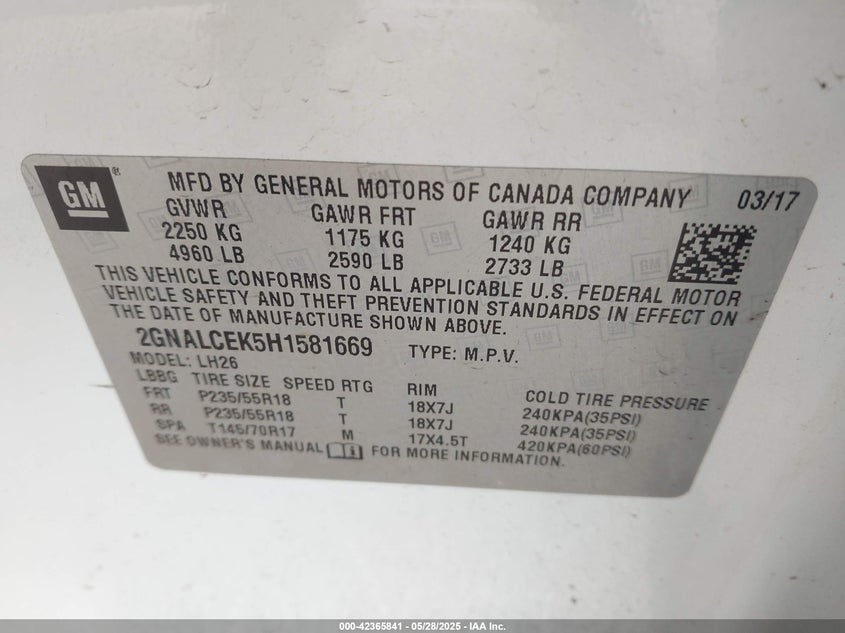 GM ® MFD BY GENERAL MOTORS OF CANADA COMPANY 03/17
GVWR GAWR FRT GAWR RR
2250 KG 1175 KG 1240 KG
4960 LB 2590 LB 2733 LB
THIS VEHICLE CONFORMS TO ALL APPLICABLE U.S. FEDERAL MOTOR
VEHICLE SAFETY AND THEFT PREVENTION STANDARDS IN EFFECT ON
THE DATE OF MANUFACTURE SHOWN ABOVE.
2GNALCEK5H1581669 TYPE: M.P.V.
MODEL: LH26
LBBG TIRE SIZE SPEED RTG RIM COLD TIRE PRESSURE
FRT P235/55R18 T 18X7J 240KPA(35PSI)
RR P235/55R18 T 18X7J 240KPA(35PSI)
SPA T145/70R17 M 17X4.5T 420KPA(60PSI)
SEE OWNER'S MANUAL FOR MORE INFORMATION.
000-42365841 - 05/28/2025 - IAA Inc.